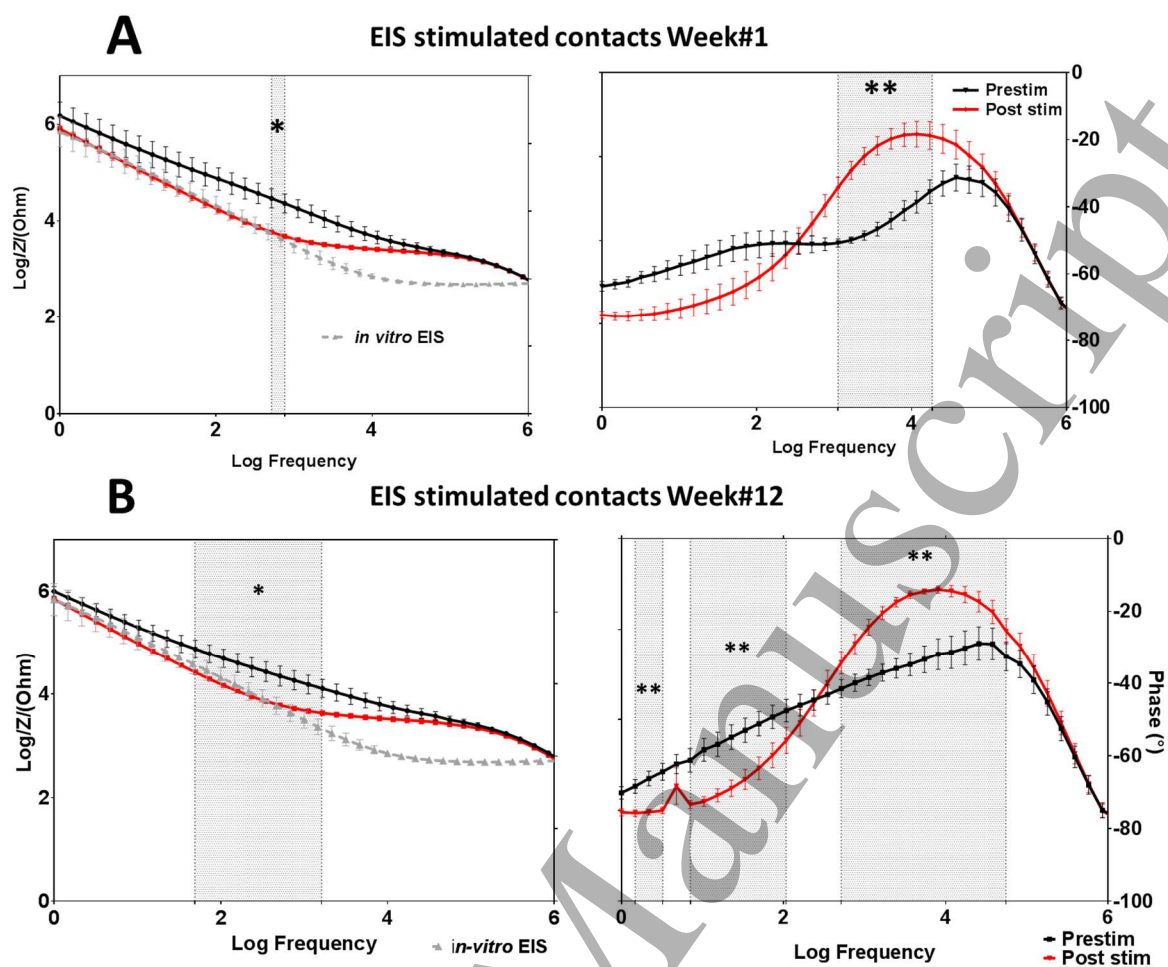 A
EIS stimulated contacts Week#1
Log/Z/(Ohm)
6
4
2
0
*
in vitro EIS
0 2 4 6
Log Frequency
**
Prestim
Post stim
0
-20
-40
-60
-80
-100
0 2 4 6
B
EIS stimulated contacts Week#12
Log/Z/(Ohm)
6
4
2
0
*
0 2 4 6
Log Frequency
in-vitro EIS
**
**
**
0
-20
-40
-60
-80
-100
Phase (°)
0 2 4 6
Log Frequency
Prestim
Post stim
Manuscript